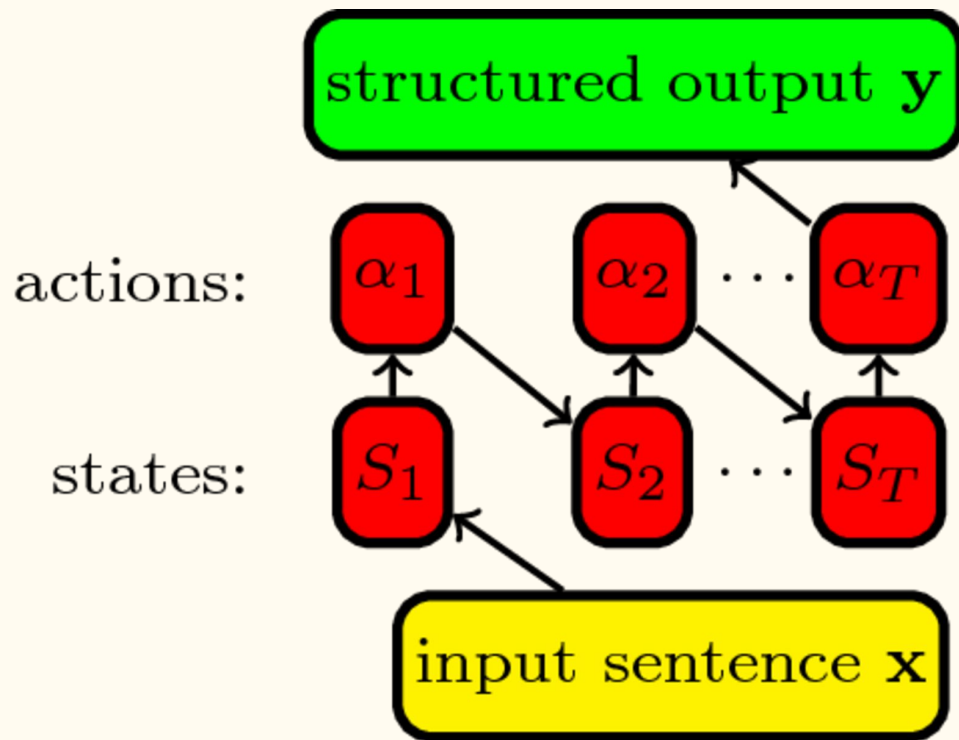 structured output y
actions: α1 α2 ... αT
states: S1 S2 ... ST
input sentence x